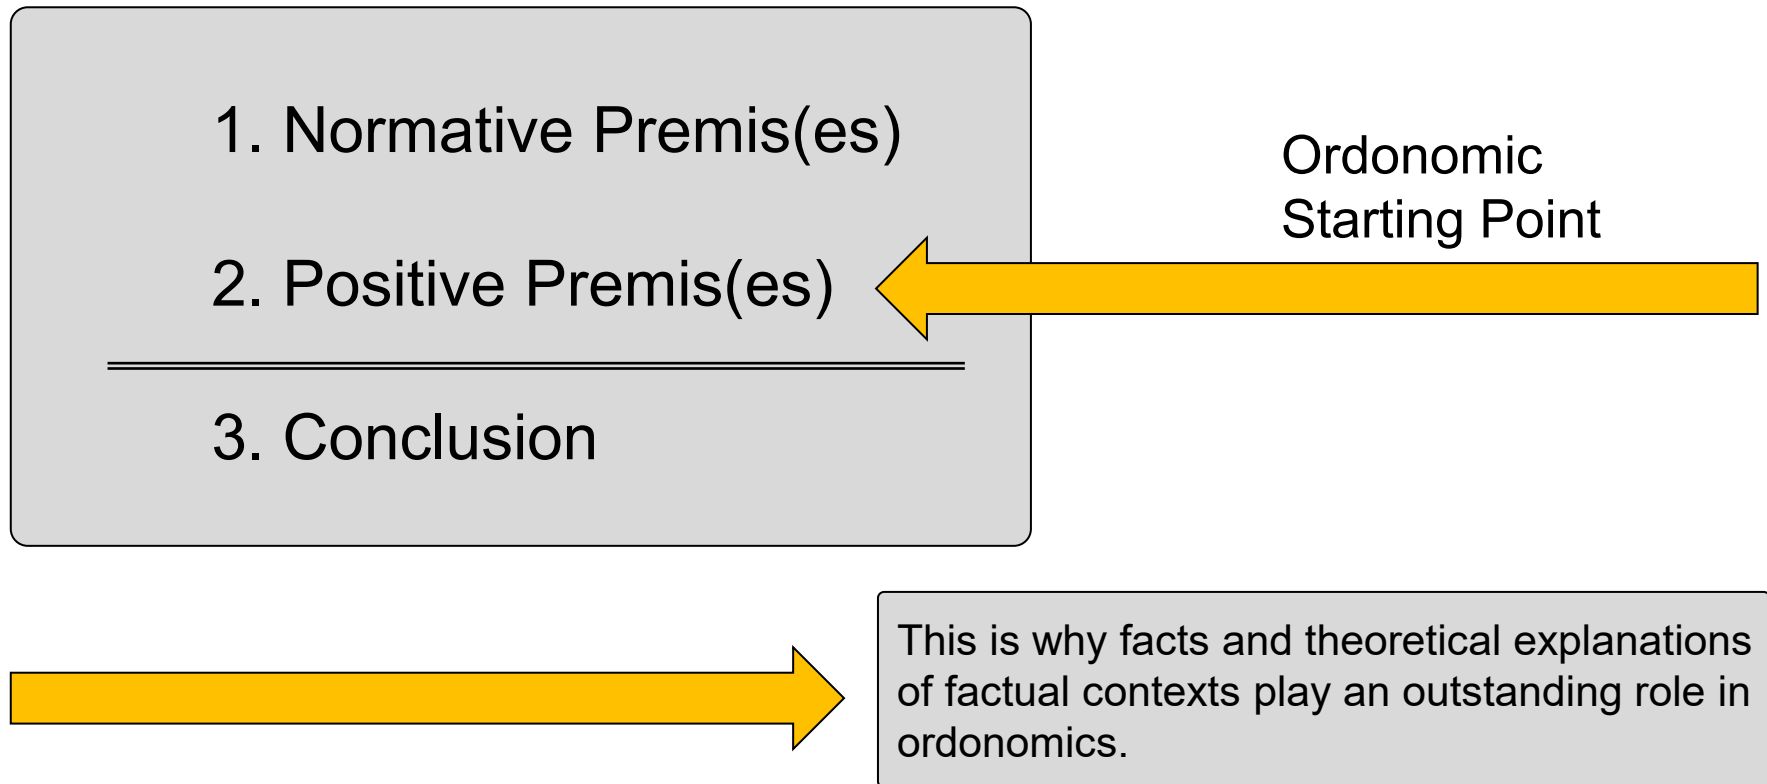 1. Normative Premis(es)
Ordonomic
Starting Point
2. Positive Premis(es)
3. Conclusion
This is why facts and theoretical explanations
of factual contexts play an outstanding role in
ordonomics.